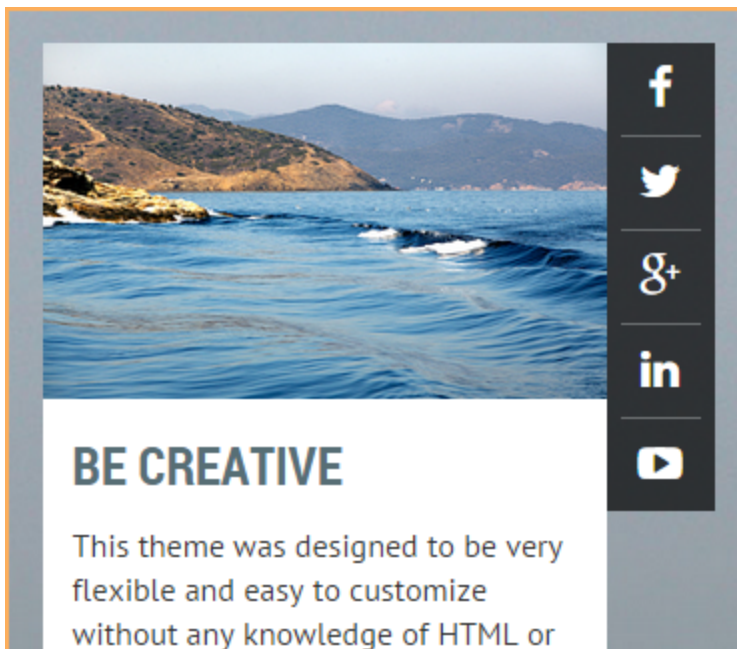 BE CREATIVE
This theme was designed to be very
flexible and easy to customize
without any knowledge of HTML or
f
g+
in